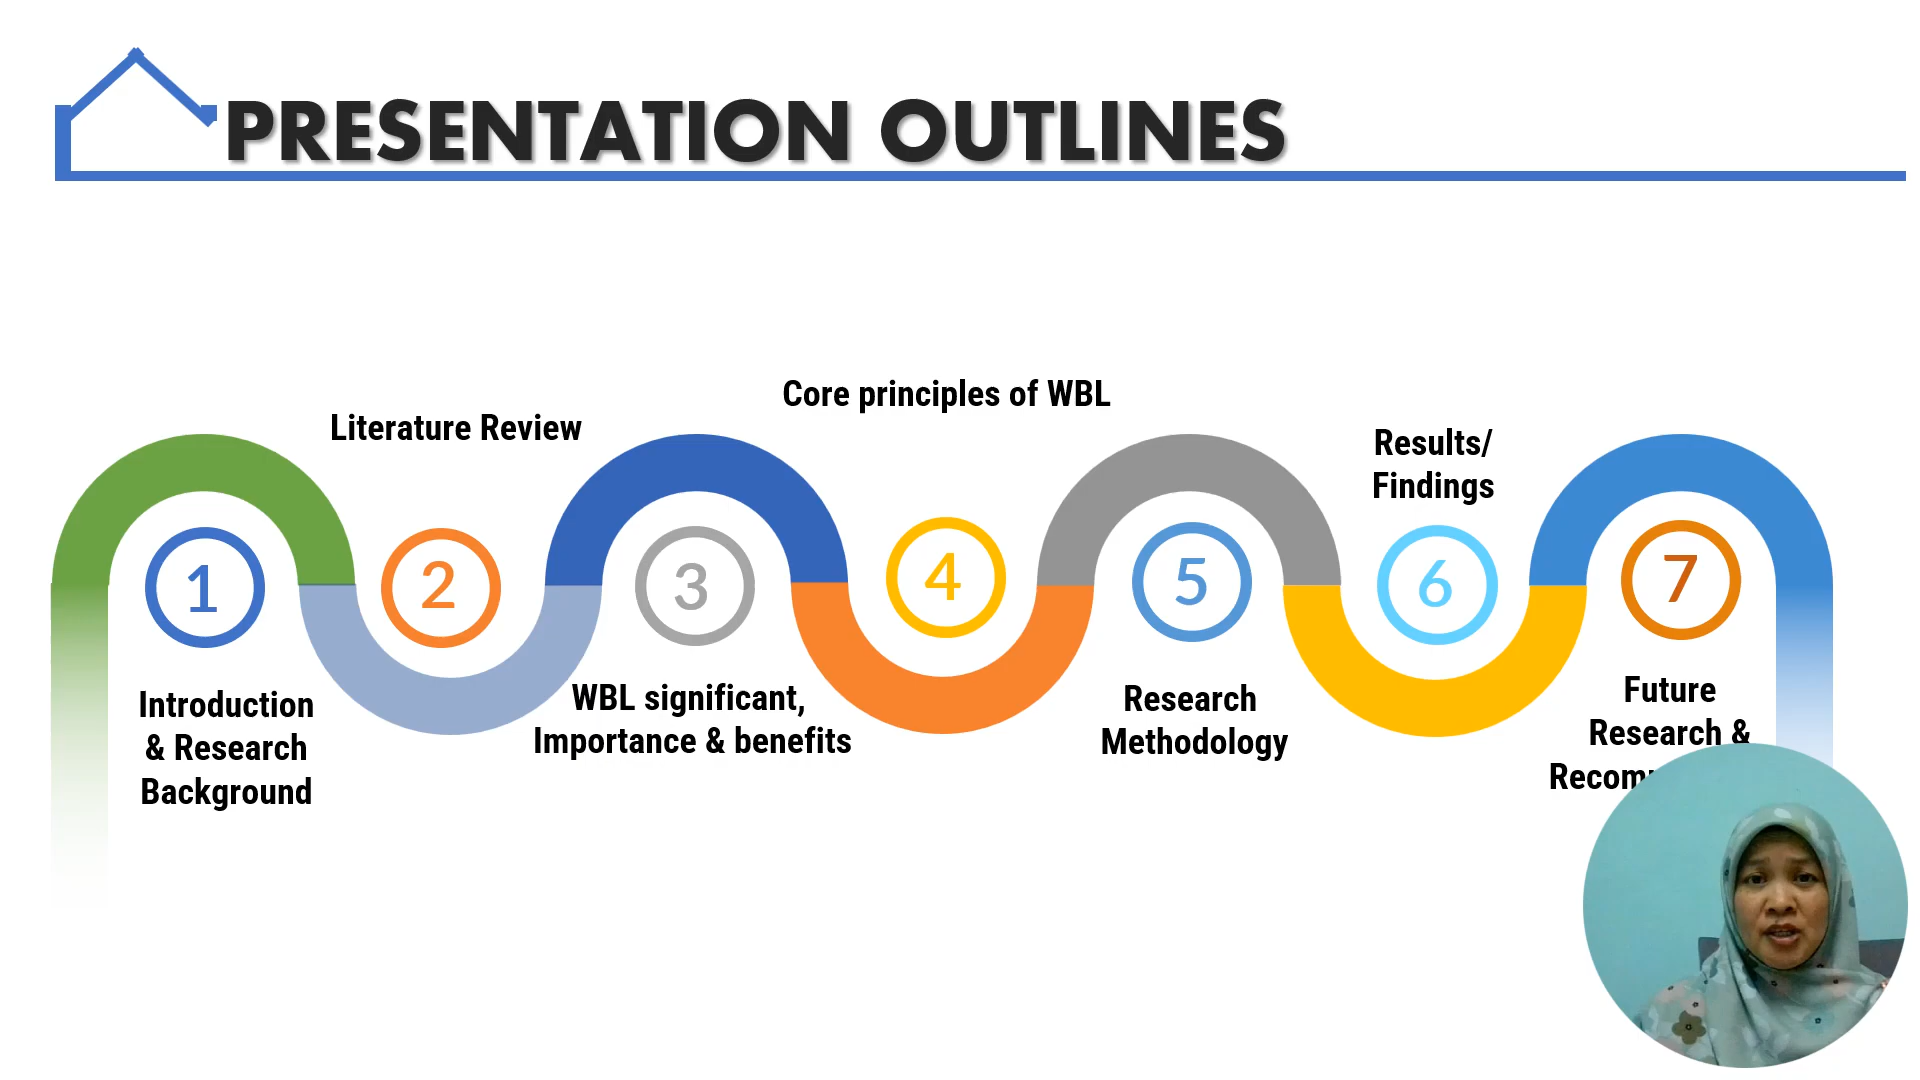 PRESENTATION OUTLINES
1
Introduction
& Research
Background
Literature Review
2
3
WBL significant,
Importance & benefits
Core principles of WBL
4
5
Research
Methodology
Results/
Findings
6
7
Future
Research &